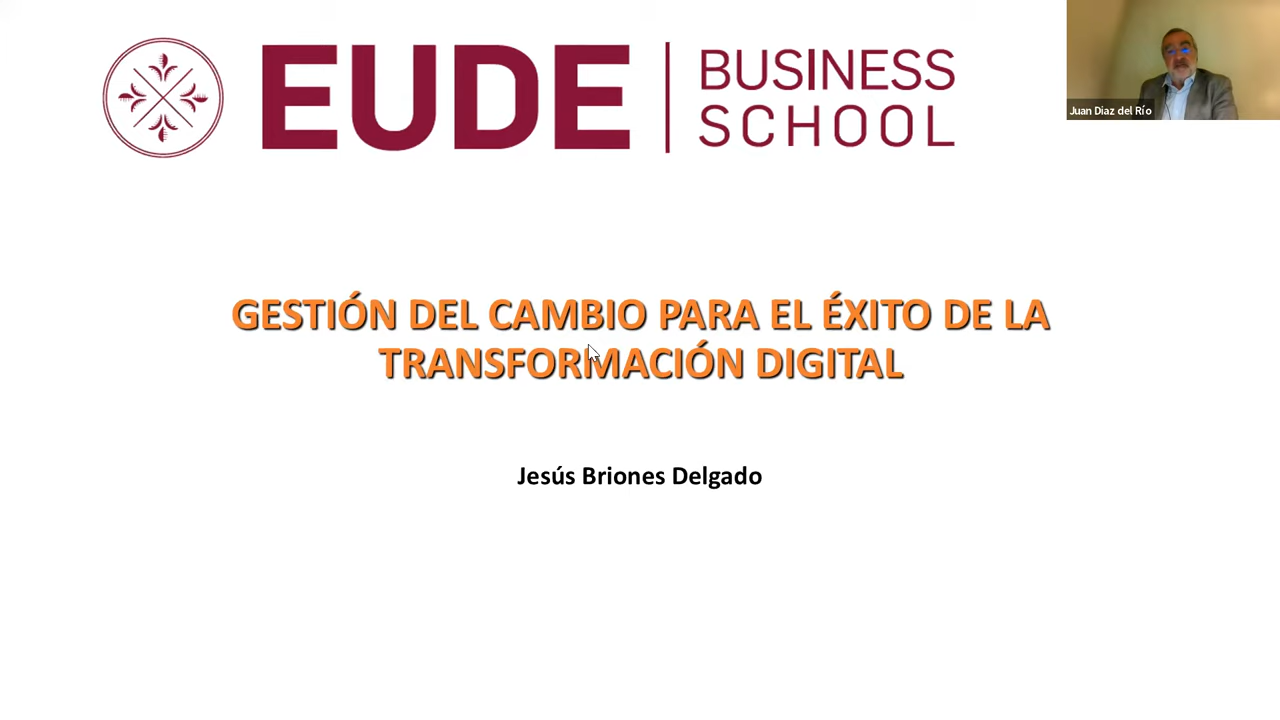 EUDE
BUSINESS
SCHOOL
Juan Diaz del Río
GESTIÓN DEL CAMBIO PARA EL ÉXITO DE LA
TRANSFORMACIÓN DIGITAL
Jesús Briones Delgado